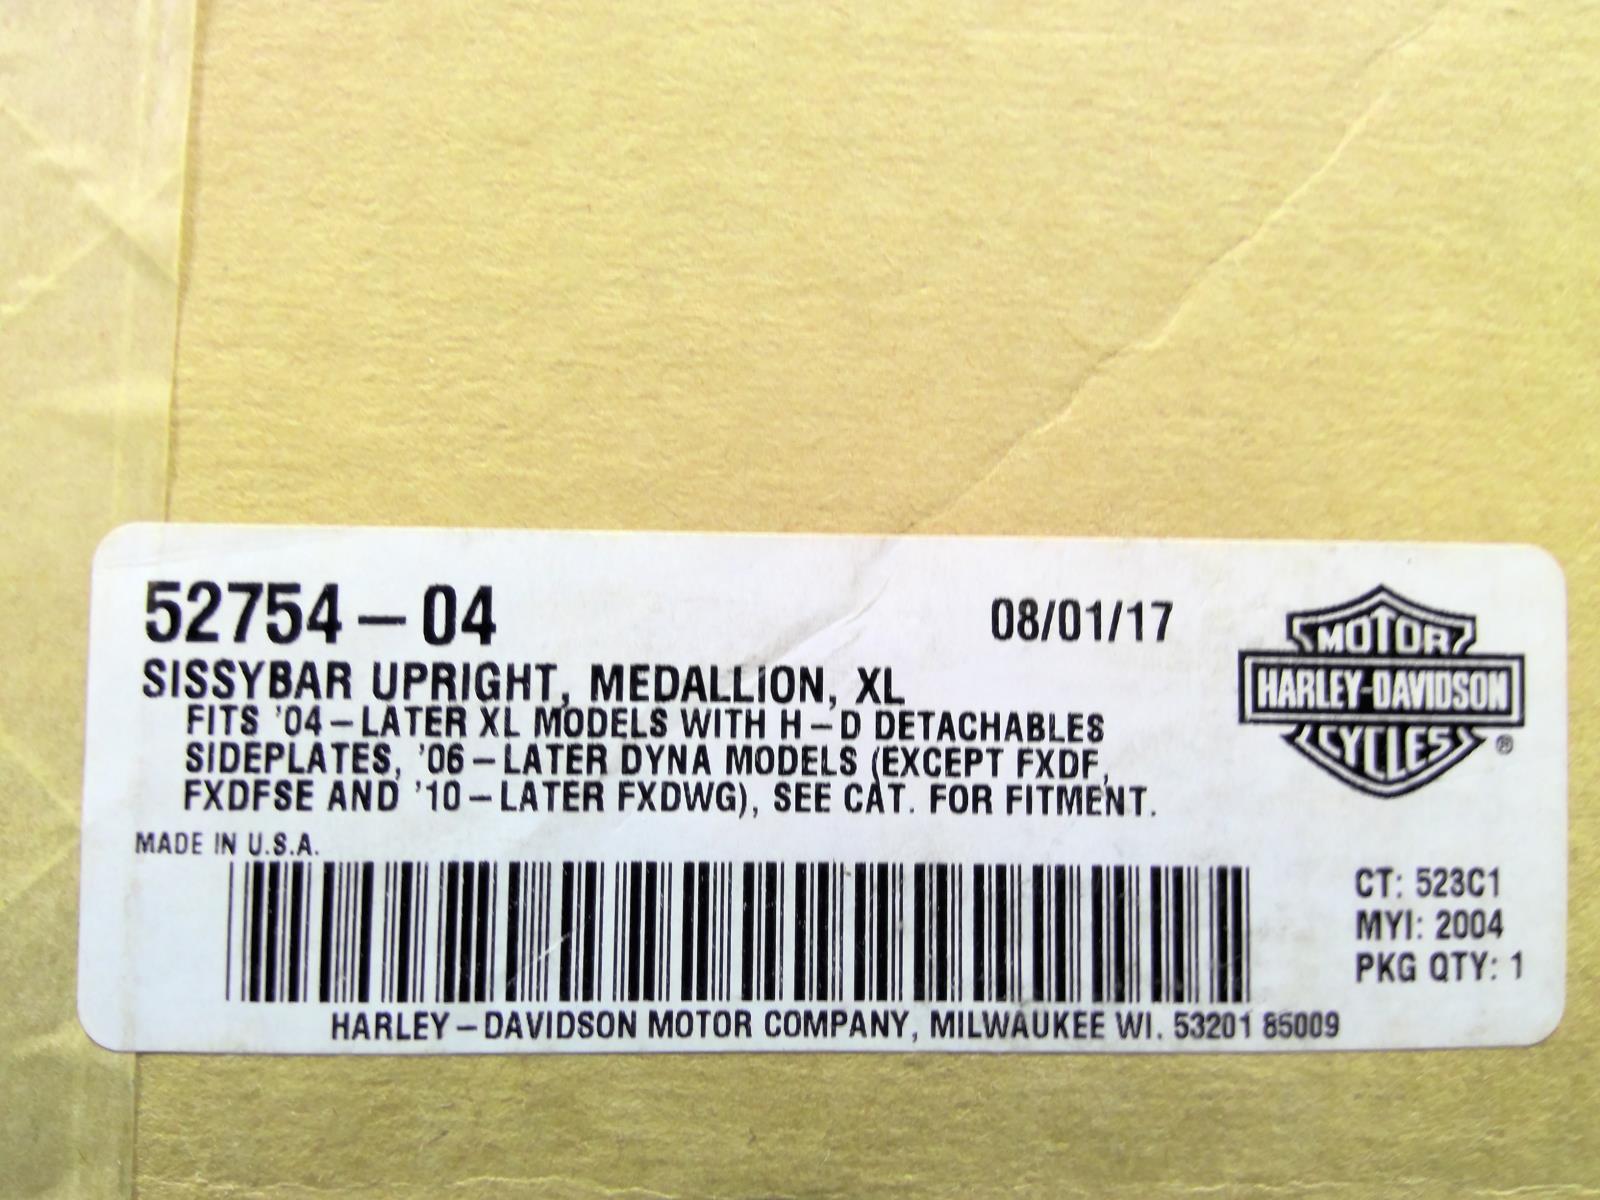 52754-04
08/01/17
SISSYBAR UPRIGHT, MEDALLION, XL
FITS '04-LATER XL MODELS WITH H-D DETACHABLES
SIDEPLATES, '06-LATER DYNA MODELS (EXCEPT FXDF,
FXDFSE AND '10-LATER FXDWG), SEE CAT. FOR FITMENT.
MADE IN U.S.A.
MOTOR
HARLEY-DAVIDSON
CYCLES®
CT: 523C1
MYI: 2004
PKG QTY: 1
HARLEY-DAVIDSON MOTOR COMPANY, MILWAUKEE WI. 53201 85009